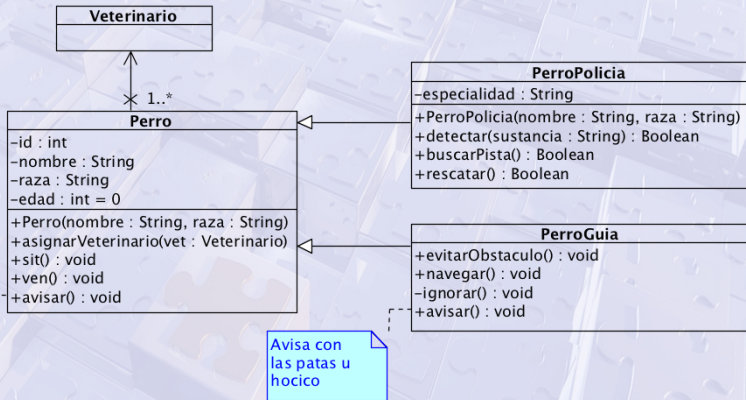 Veterinario
1..*
Perro
-id : int
-nombre : String
-raza : String
-edad : int = 0
+Perro(nombre : String, raza : String)
+asignarVeterinario(vet : Veterinario)
+sit() : void
+ven() : void
+avisar() : void
PerroPolicia
-especialidad : String
+PerroPolicia(nombre : String, raza : String)
+detectar(sustancia : String) : Boolean
+buscarPista() : Boolean
+rescatar() : Boolean
PerroGuia
+evitarObstaculo() : void
+navegar() : void
-ignorar() : void
+avisar() : void
Avisa con
las patas u
hocico